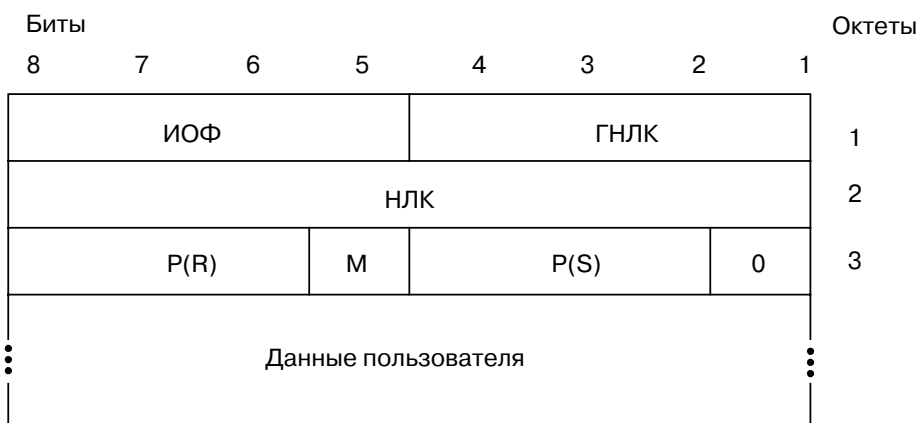 Биты Октеты
8 7 6 5 4 3 2 1
ИОФ ГНЛК 1
НЛК 2
P(R) M P(S) 0 3
Данные пользователя